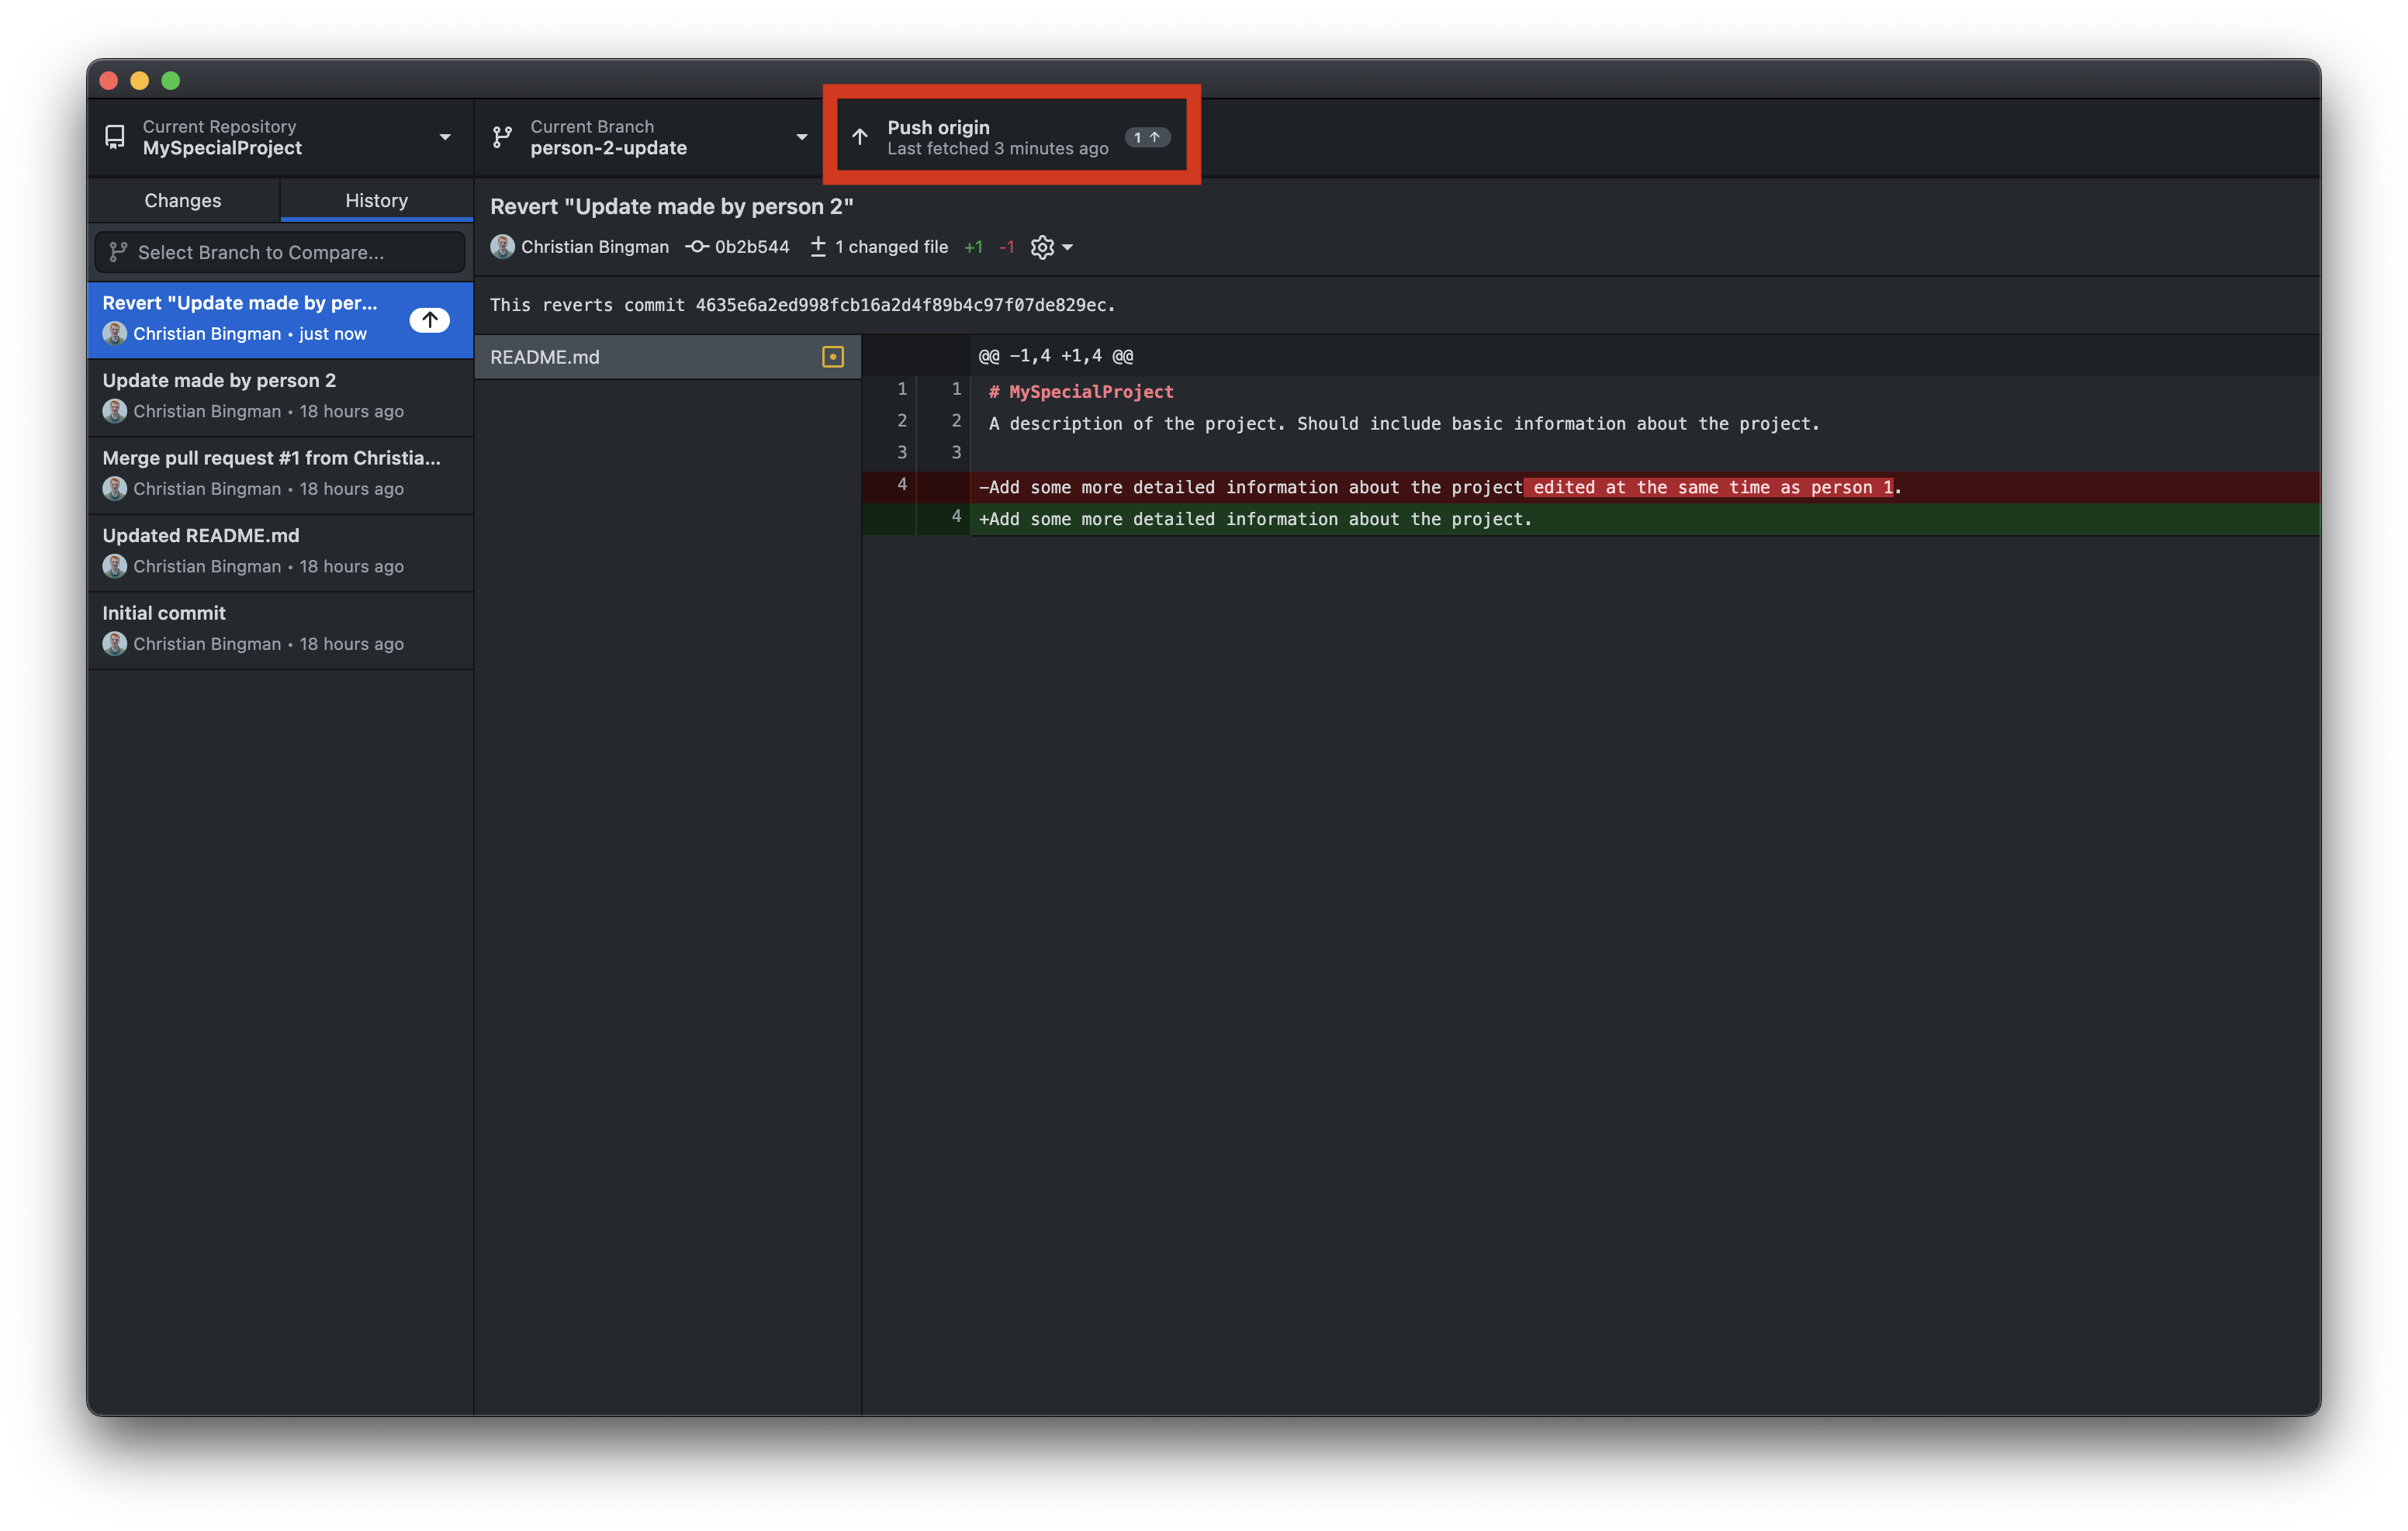 Current Repository
MySpecialProject
Current Branch
person-2-update
Push origin
Last fetched 3 minutes ago
1
Changes
History
Select Branch to Compare...
Revert "Update made by per...
Christian Bingman • just now
Update made by person 2
Christian Bingman • 18 hours ago
Merge pull request #1 from Christia...
Christian Bingman • 18 hours ago
Updated README.md
Christian Bingman • 18 hours ago
Initial commit
Christian Bingman • 18 hours ago
Revert "Update made by person 2"
Christian Bingman 0b2b544 1 changed file +1 -1
This reverts commit 4635e6a2ed998fcb16a2d4f89b4c97f07de829ec.
README.md
@@ -1,4 +1,4 @@
1 1 # MySpecialProject
2 2 A description of the project. Should include basic information about the project.
3 3
4 -Add some more detailed information about the project edited at the same time as person 1.
4 +Add some more detailed information about the project.